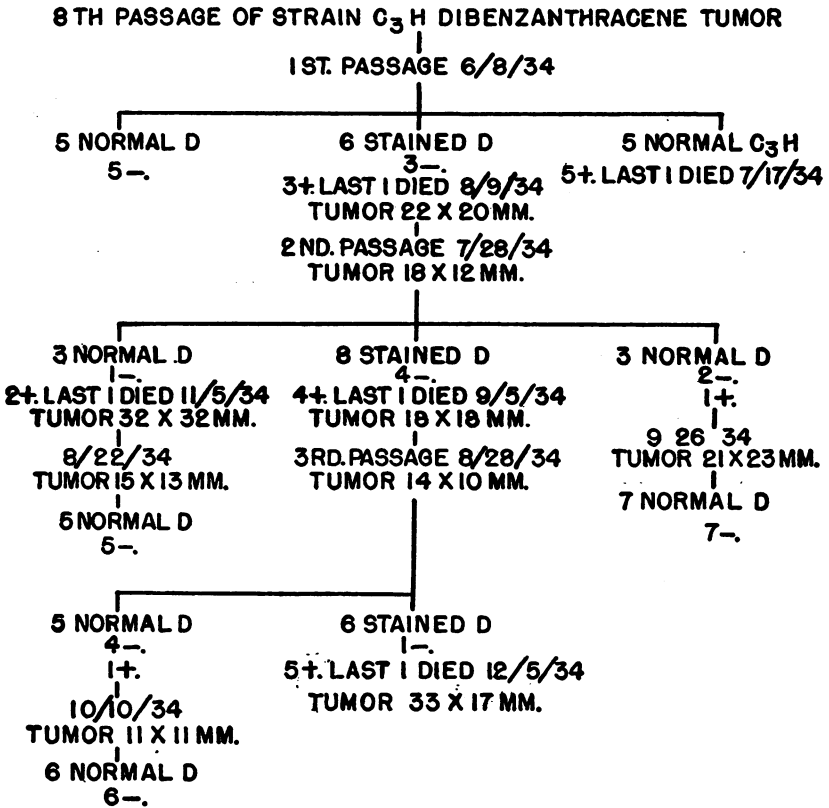 8TH PASSAGE OF STRAIN C3H DIBENZANTHRACENE TUMOR
1ST. PASSAGE 6/8/34
5 NORMAL D
5-.
6 STAINED D
3-.
3+. LAST 1 DIED 8/9/34
TUMOR 22 X 20 MM.
5 NORMAL C3H
5+. LAST 1 DIED 7/17/34
2ND. PASSAGE 7/28/34
TUMOR 18 X 12 MM.
3 NORMAL D
1-.
2+. LAST 1 DIED 11/5/34
TUMOR 32 X 32 MM.
8/22/34
TUMOR 15 X 13 MM.
5 NORMAL D
5-.
8 STAINED D
4-.
4+. LAST 1 DIED 9/5/34
TUMOR 18 X 18 MM.
3RD. PASSAGE 8/28/34
TUMOR 14 X 10 MM.
3 NORMAL D
2-.
1+.
9 26 34
TUMOR 21 X 23 MM.
7 NORMAL D
7-.
5 NORMAL D
4-.
1+.
10/10/34
TUMOR 11 X 11 MM.
6 NORMAL D
6-.
6 STAINED D
1-.
5+. LAST 1 DIED 12/5/34
TUMOR 33 X 17 MM.